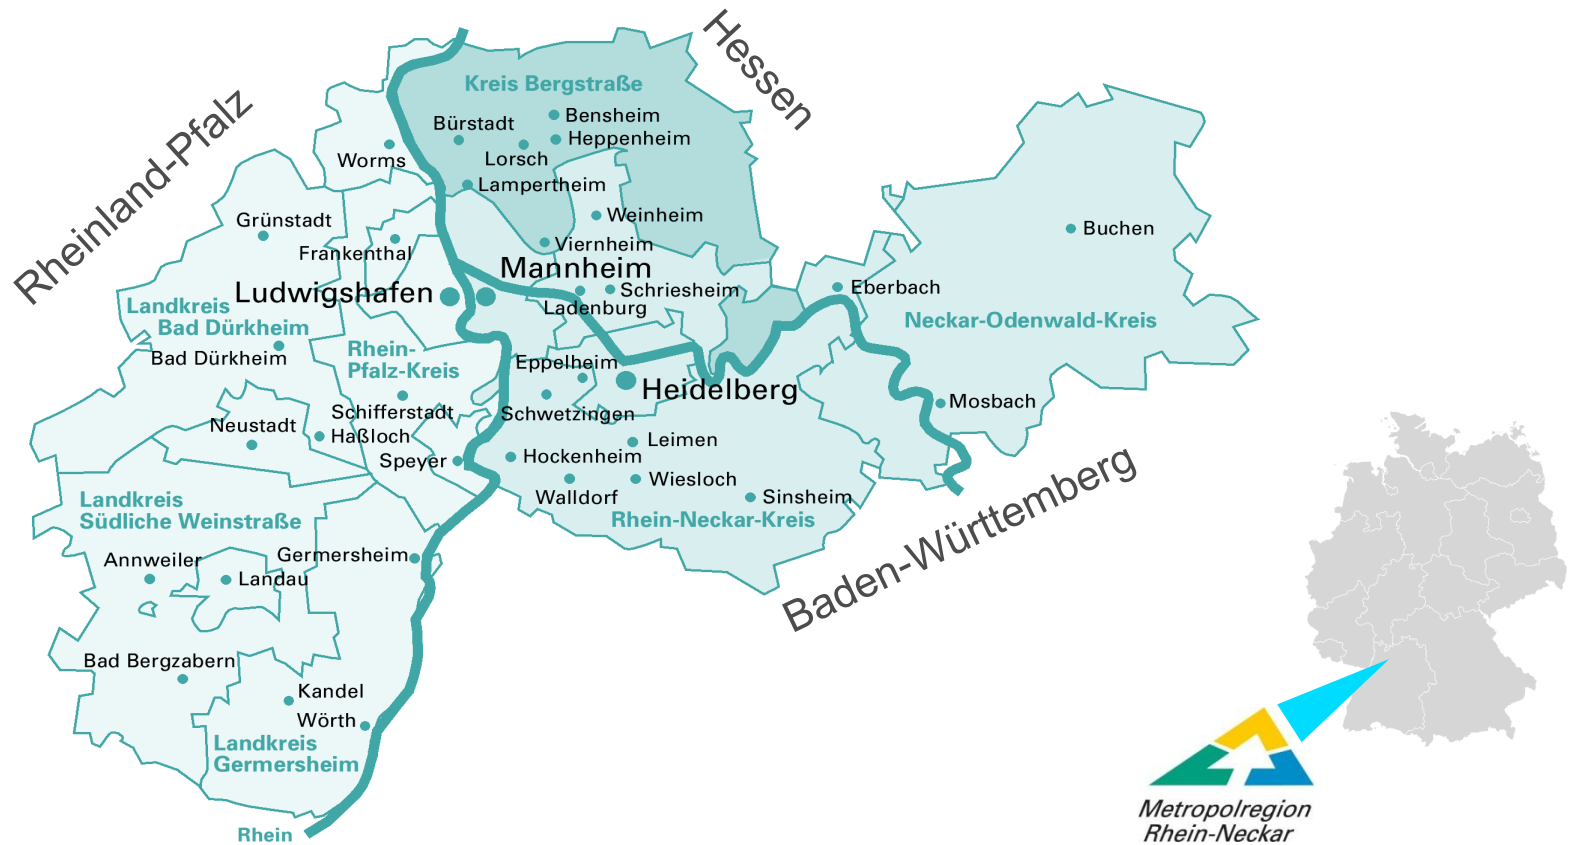 Hessen
Rheinland-Pfalz
Kreis Bergstraße
Bensheim
Bürstadt
Heppenheim
Lorsch
Worms
Lampertheim
Weinheim
Grünstadt
Buchen
Frankenthal
Viernheim
Mannheim
Ludwigshafen
Schriesheim
Eberbach
Ladenburg
Landkreis
Bad Dürkheim
Neckar-Odenwald-Kreis
Bad Dürkheim
Rhein-
Pfalz-Kreis
Eppelheim
Heidelberg
Mosbach
Schifferstadt
Schwetzingen
Neustadt
Haßloch
Leimen
Speyer
Hockenheim
Wiesloch
Walldorf
Sinsheim
Landkreis
Südliche Weinstraße
Rhein-Neckar-Kreis
Baden-Württemberg
Annweiler
Germersheim
Landau
Bad Bergzabern
Kandel
Wörth
Landkreis
Germersheim
Rhein
Metropolregion
Rhein-Neckar